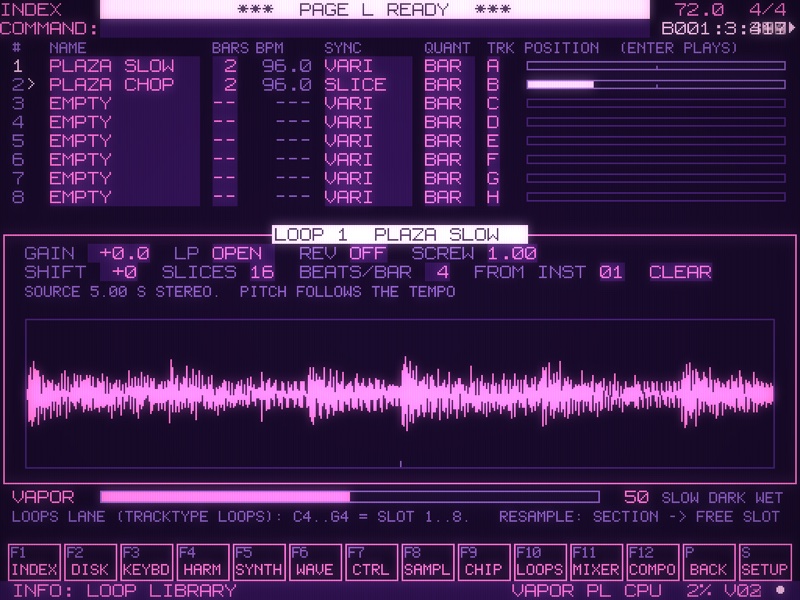 INDEX *** PAGE L READY *** 72.0 4/4
COMMAND: B001:3:
# NAME BARS BPM SYNC QUANT TRK POSITION (ENTER PLAYS)
1 PLAZA SLOW 2 96.0 VARI BAR A
2> PLAZA CHOP 2 96.0 SLICE BAR B
3 EMPTY -- --- VARI BAR C
4 EMPTY -- --- VARI BAR D
5 EMPTY -- --- VARI BAR E
6 EMPTY -- --- VARI BAR F
7 EMPTY -- --- VARI BAR G
8 EMPTY -- --- VARI BAR H
LOOP 1 PLAZA SLOW
GAIN +0.0 LP OPEN REV OFF SCREW 1.00
SHIFT +0 SLICES 16 BEATS/BAR 4 FROM INST 01 CLEAR
SOURCE 5.00 S STEREO. PITCH FOLLOWS THE TEMPO
VAPOR 50 SLOW DARK WET
LOOPS LANE (TRACKTYPE LOOPS): C4..G4 = SLOT 1..8. RESAMPLE: SECTION -> FREE SLOT
F1 F2 F3 F4 F5 F6 F7 F8 F9 F10 F11 F12 P S
INDEX DISK KEYBD HARM SYNTH WAVE CTRL SAMPL CHIP LOOPS MIXER COMPO BACK SETUP
INFO: LOOP LIBRARY VAPOR PL CPU 2% V02